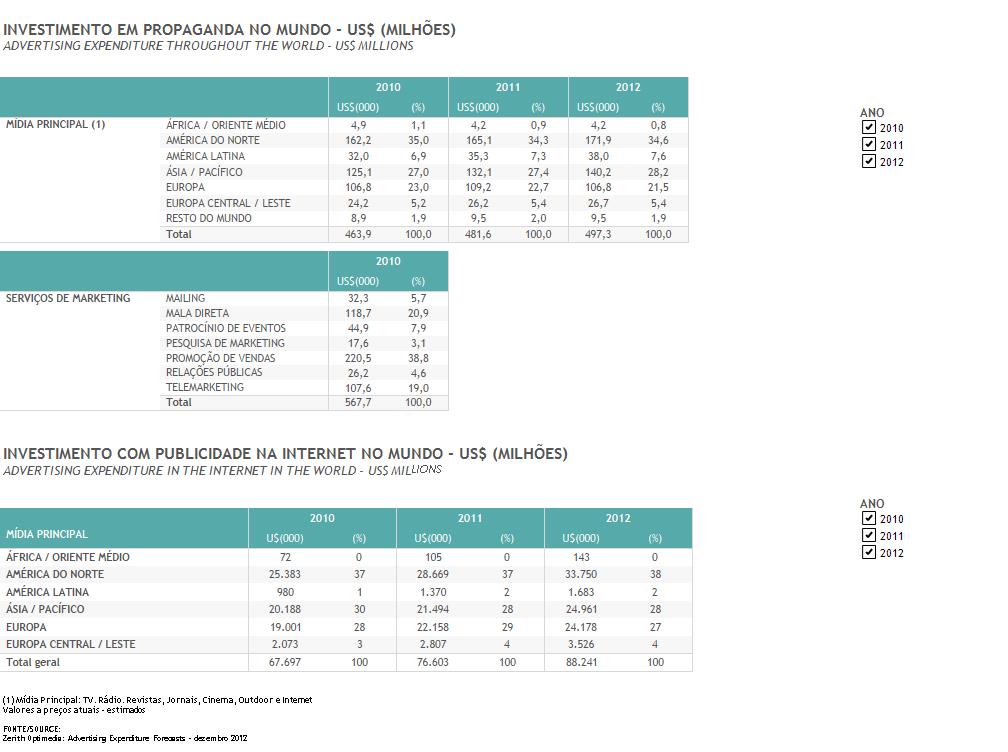 INVESTIMENTO EM PROPAGANDA NO MUNDO - US$ (MILHÕES)
ADVERTISING EXPENDITURE THROUGHOUT THE WORLD - US$ MILLIONS
2010 2011 2012
US$(000) (%) US$(000) (%) US$(000) (%)
MÍDIA PRINCIPAL (1) ÁFRICA / ORIENTE MÉDIO 4,9 1,1 4,2 0,9 4,2 0,8
AMÉRICA DO NORTE 162,2 35,0 165,1 34,3 171,9 34,6
AMÉRICA LATINA 32,0 6,9 35,3 7,3 38,0 7,6
ÁSIA / PACÍFICO 125,1 27,0 132,1 27,4 140,2 28,2
EUROPA 106,8 23,0 109,2 22,7 106,8 21,5
EUROPA CENTRAL / LESTE 24,2 5,2 26,2 5,4 26,7 5,4
RESTO DO MUNDO 8,9 1,9 9,5 2,0 9,5 1,9
Total 463,9 100,0 481,6 100,0 497,3 100,0
ANO
2010
2011
2012
2010
US$(000) (%)
SERVIÇOS DE MARKETING MAILING 32,3 5,7
MALA DIRETA 118,7 20,9
PATROCÍNIO DE EVENTOS 44,9 7,9
PESQUISA DE MARKETING 17,6 3,1
PROMOÇÃO DE VENDAS 220,5 38,8
RELAÇÕES PÚBLICAS 26,2 4,6
TELEMARKETING 107,6 19,0
Total 567,7 100,0
INVESTIMENTO COM PUBLICIDADE NA INTERNET NO MUNDO - US$ (MILHÕES)
ADVERTISING EXPENDITURE IN THE INTERNET IN THE WORLD - US$ MILLIONS
2010 2011 2012
MÍDIA PRINCIPAL U$(000) (%) U$(000) (%) U$(000) (%)
ÁFRICA / ORIENTE MÉDIO 72 0 105 0 143 0
AMÉRICA DO NORTE 25.383 37 28.669 37 33.750 38
AMÉRICA LATINA 980 1 1.370 2 1.683 2
ÁSIA / PACÍFICO 20.188 30 21.494 28 24.961 28
EUROPA 19.001 28 22.158 29 24.178 27
EUROPA CENTRAL / LESTE 2.073 3 2.807 4 3.526 4
Total geral 67.697 100 76.603 100 88.241 100
ANO
2010
2011
2012
(1) Mídia Principal: TV. Rádio. Revistas, Jornais, Cinema, Outdoor e Internet
Valores a preços atuais - estimados
FONTE/SOURCE:
Zenith Optimedia: Advertising Expenditure Forecasts - dezembro 2012